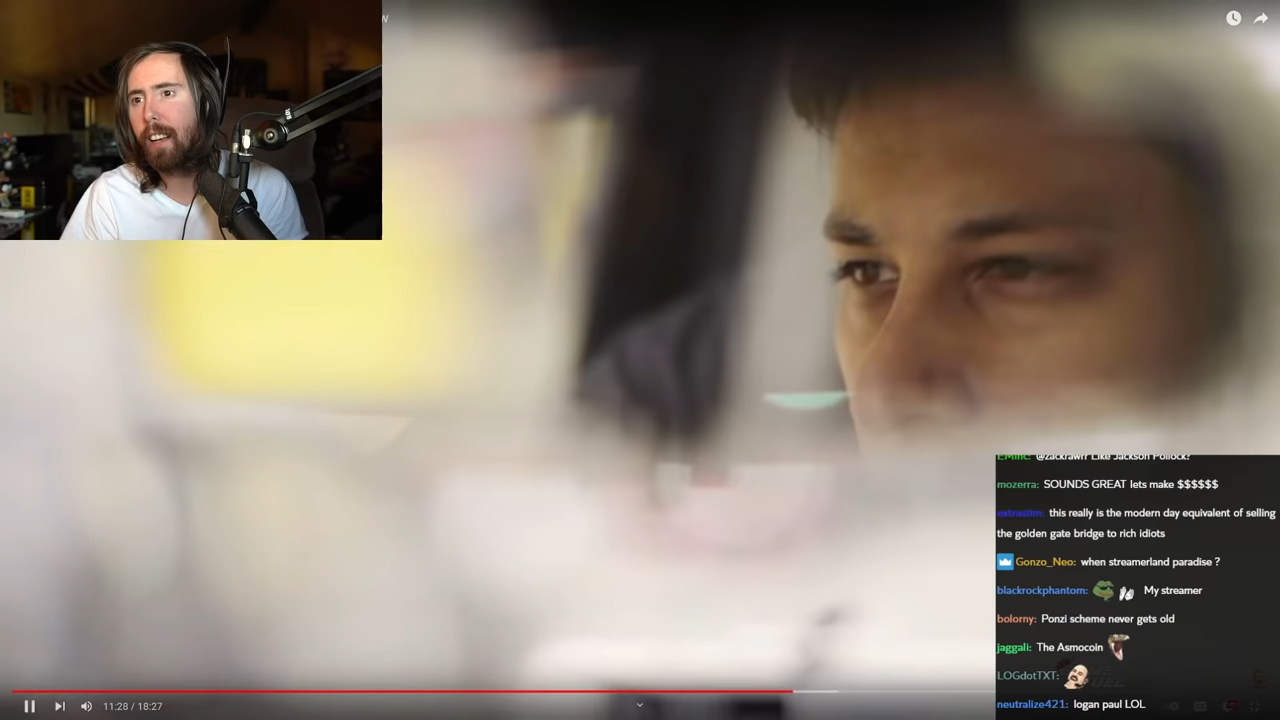 w
EMinc: @zackrawrr Like Jackson Pollock?
mozerra: SOUNDS GREAT lets make $$$$$$
extrastim: this really is the modern day equivalent of selling
the golden gate bridge to rich idiots
Gonzo_Neo: when streamerland paradise ?
blackrockphantom: My streamer
bolorny: Ponzi scheme never gets old
jaggali: The Asmocoin
LOGdotTXT:
neutralize421: logan paul LOL
11:28 / 18:27